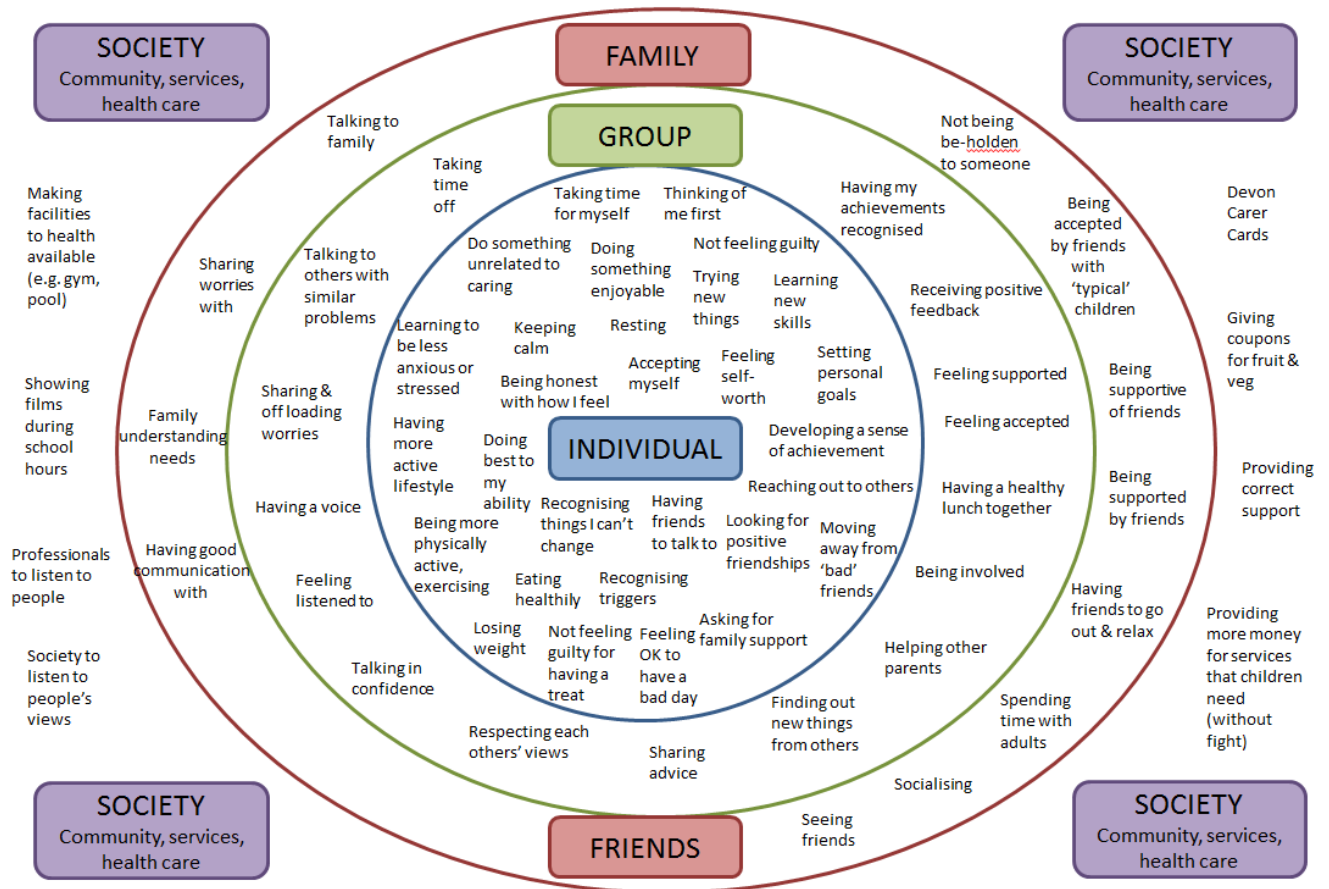 SOCIETY
Community, services,
health care
FAMILY
SOCIETY
Community, services,
health care
GROUP
Talking to
family
Not being
be-holden
to someone
Taking
time
off
Taking time
for myself
Thinking of
me first
Having my
achievements
recognised
Making
facilities
to health
available
(e.g. gym,
pool)
Being
accepted
by friends
with
‘typical’
children
Devon
Carer
Cards
Sharing
worries
with
Talking to
others with
similar
problems
Do something
unrelated to
caring
Doing
something
enjoyable
Not feeling guilty
Trying
new
things
Learning
new
skills
Receiving positive
feedback
Giving
coupons
for fruit &
veg
Learning to
be less
anxious or
stressed
Keeping
calm
Resting
Accepting
myself
Feeling
self-
worth
Setting
personal
goals
Being honest
with how I feel
Feeling supported
Being
supportive
of friends
Showing
films
during
school
hours
Family
understanding
needs
Sharing &
off loading
worries
Having
more
active
lifestyle
Doing
best to
my
ability
INDIVIDUAL
Developing a sense
of achievement
Feeling accepted
Reaching out to others
Having a healthy
lunch together
Being
supported
by friends
Providing
correct
support
Having a voice
Being more
physically
active,
exercising
Recognising
things I can’t
change
Having
friends
to talk to
Looking for
positive
friendships
Moving
away from
‘bad’
friends
Professionals
to listen to
people
Having good
communication
with
Feeling
listened to
Eating
healthily
Recognising
triggers
Being involved
Having
friends to go
out & relax
Providing
more money
for services
that children
need
(without
fight)
Society to
listen to
people’s
views
Losing
weight
Not feeling
guilty for
having a
treat
Feeling
OK to
have a
bad day
Asking for
family support
Helping other
parents
Talking in
confidence
Finding out
new things
from others
Spending
time with
adults
Respecting each
others’ views
Sharing
advice
Socialising
Seeing
friends
SOCIETY
Community, services,
health care
FRIENDS
SOCIETY
Community, services,
health care